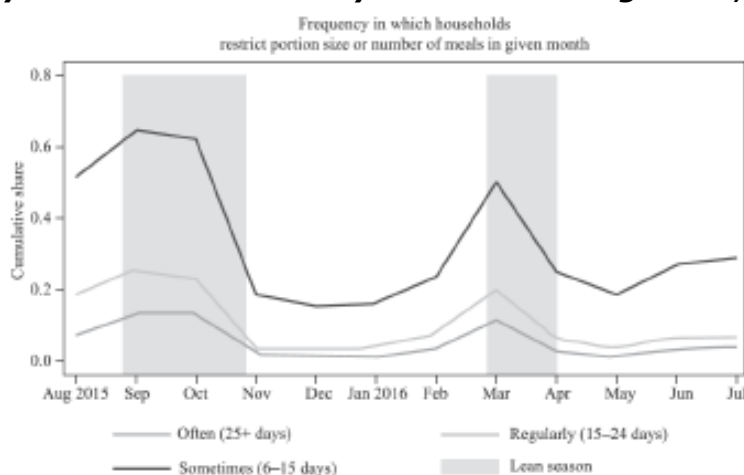 Frequency in which households
restrict portion size or number of meals in given month
0.8
0.6
0.4
0.2
0.0
Cumulative share
Aug 2015 Sep Oct Nov Dec Jan 2016 Feb Mar Apr May Jun Jul
Often (25+ days) Regularly (15–24 days)
Sometimes (6–15 days) Lean season